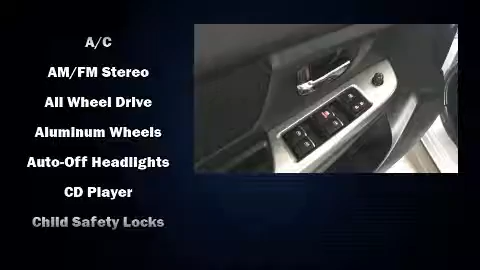 A/C
AM/FM Stereo
All Wheel Drive
Aluminum Wheels
Auto-Off Headlights
CD Player
Child Safety Locks